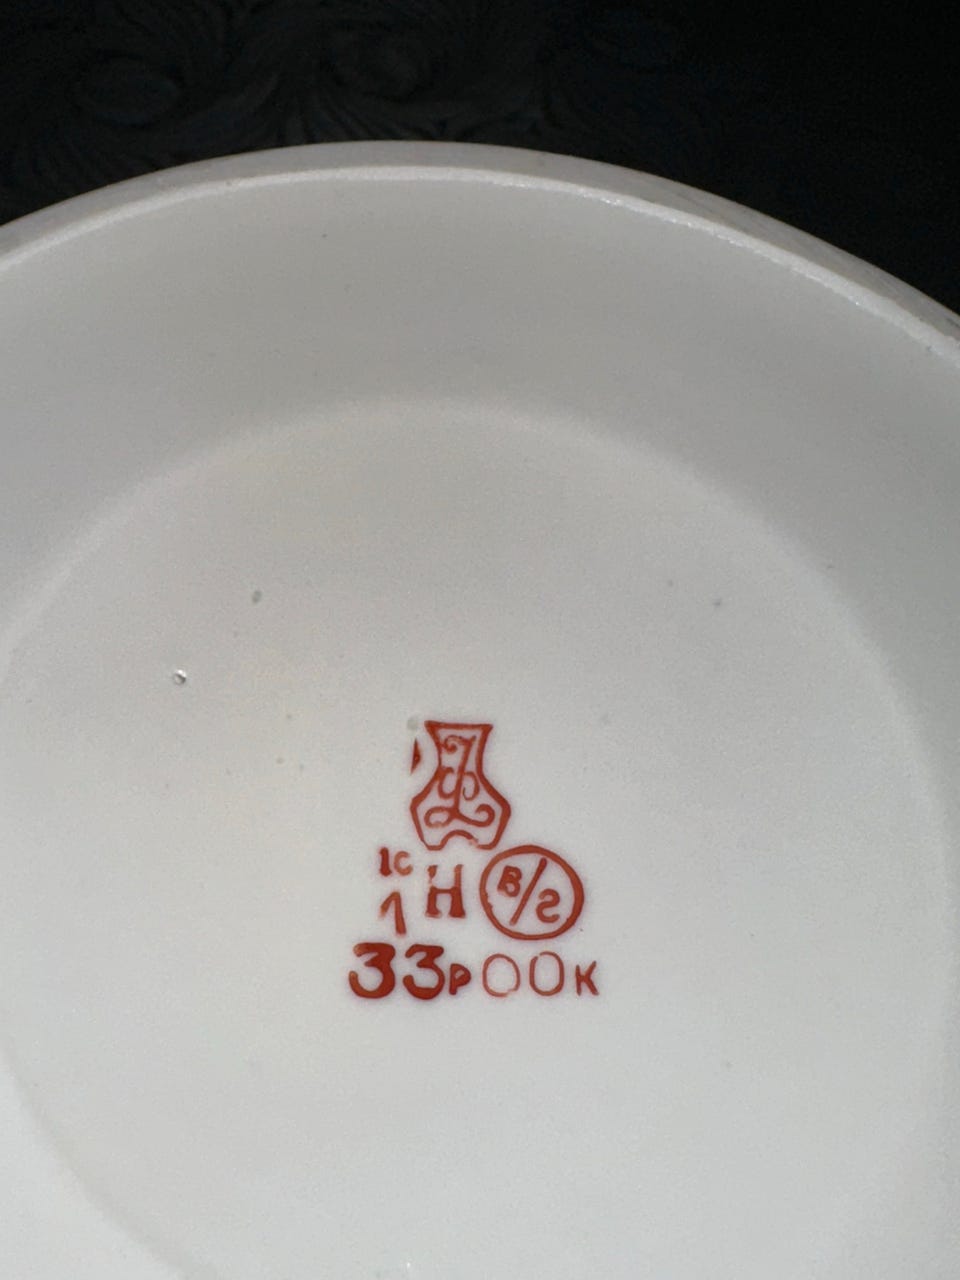 1с
1 Н В/г
33р 00к